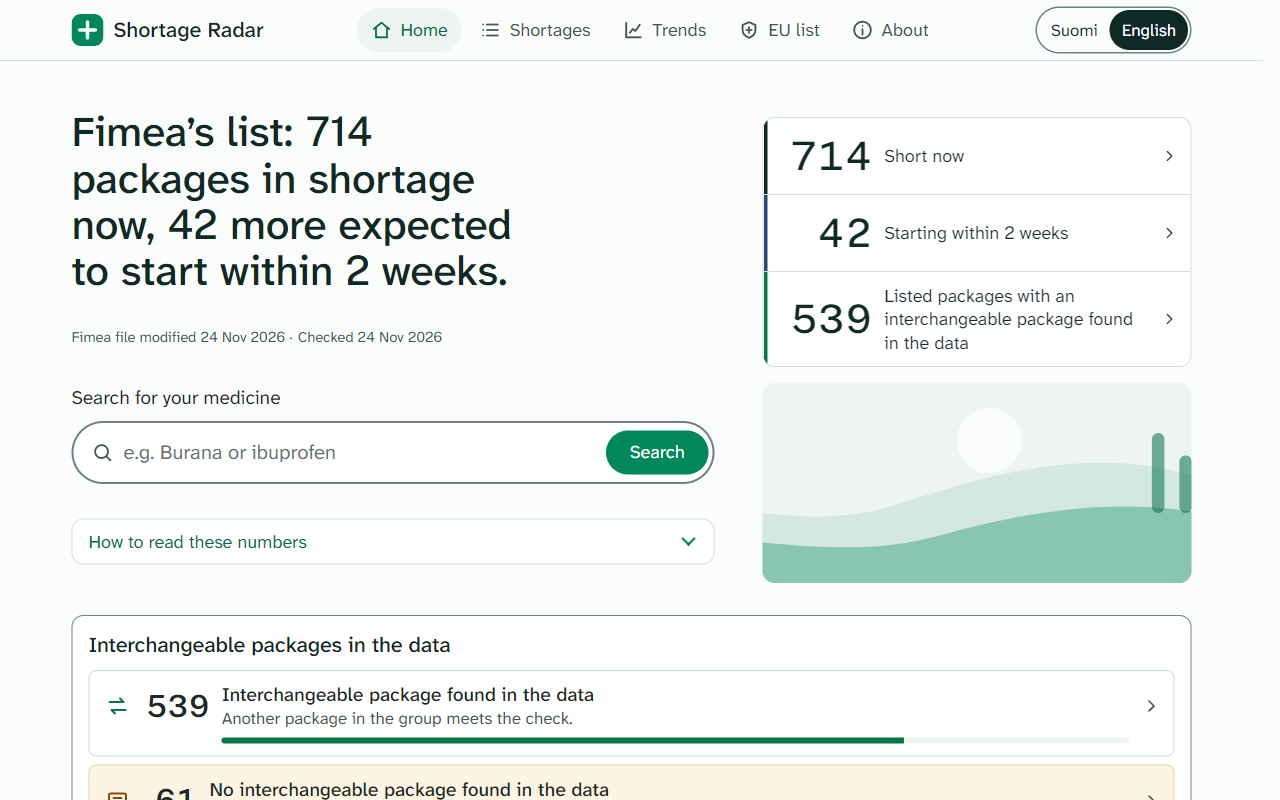 Shortage Radar
Home
Shortages
Trends
EU list
About
Suomi
English
Fimea’s list: 714
packages in shortage
now, 42 more expected
to start within 2 weeks.
Fimea file modified 24 Nov 2026 · Checked 24 Nov 2026
Search for your medicine
e.g. Burana or ibuprofen
Search
How to read these numbers
714 Short now
42 Starting within 2 weeks
539 Listed packages with an
interchangeable package found
in the data
Interchangeable packages in the data
539 Interchangeable package found in the data
Another package in the group meets the check.
61 No interchangeable package found in the data